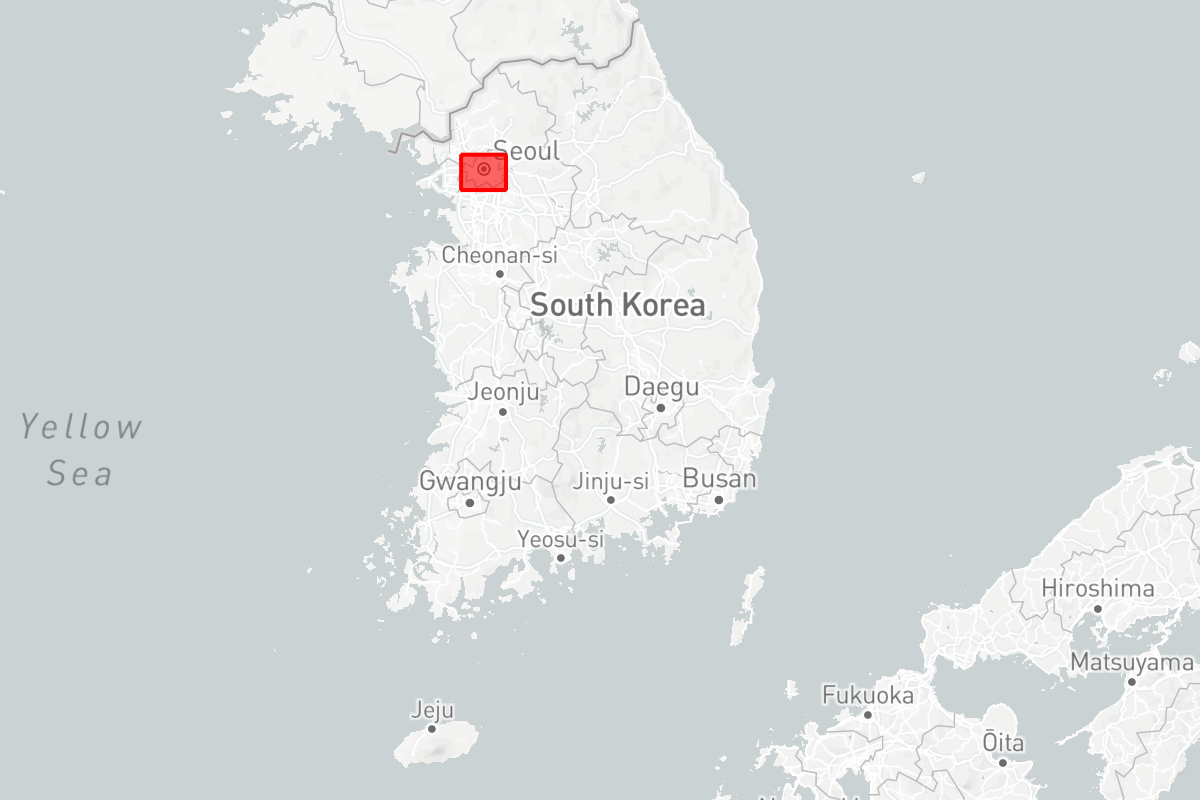 Seoul
Cheonan-si
South Korea
Jeonju
Daegu
Yellow
Sea
Gwangju
Jinju-si
Busan
Yeosu-si
Hiroshima
Matsuyama
Fukuoka
Jeju
Ōita